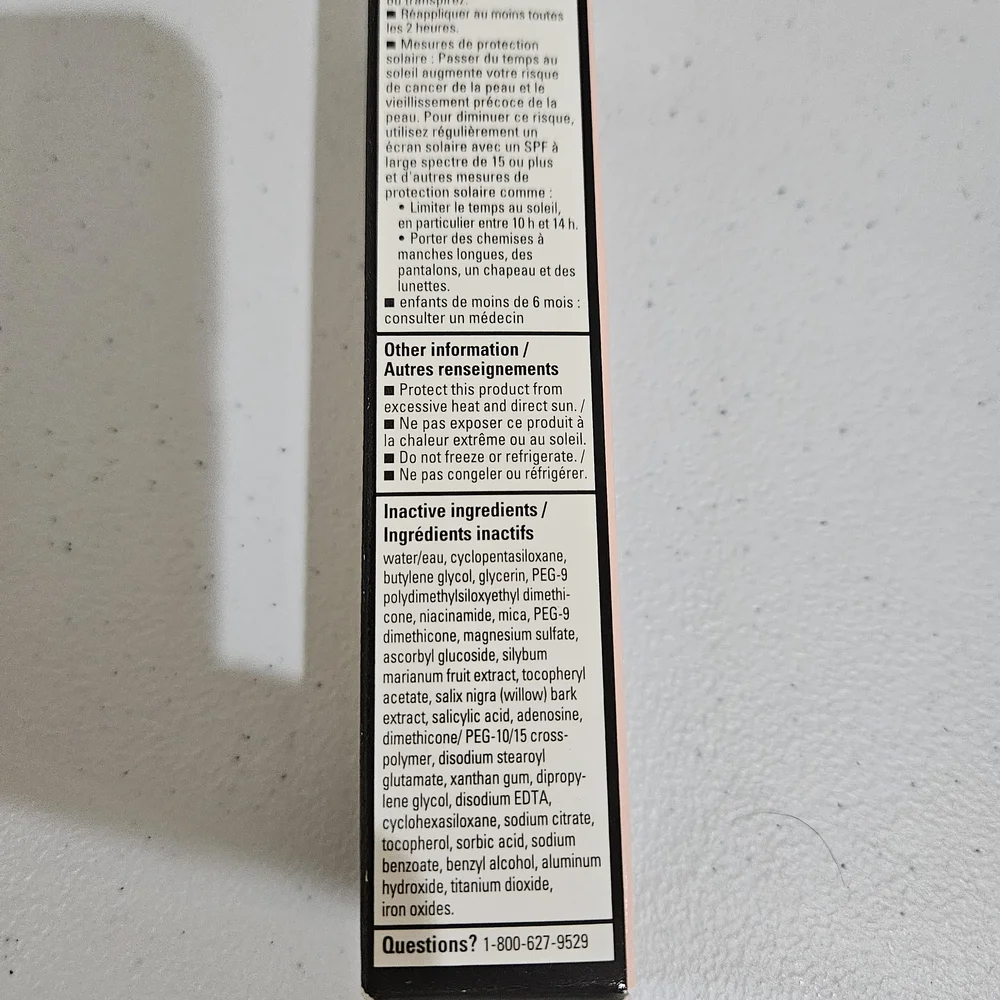 ou transpirez.
■ Réappliquer au moins toutes
les 2 heures.
■ Mesures de protection
solaire : Passer du temps au
soleil augmente votre risque
de cancer de la peau et le
vieillissement précoce de la
peau. Pour diminuer ce risque,
utilisez régulièrement un
écran solaire avec un SPF à
large spectre de 15 ou plus
et d'autres mesures de
protection solaire comme :
• Limiter le temps au soleil,
en particulier entre 10 h et 14 h.
• Porter des chemises à
manches longues, des
pantalons, un chapeau et des
lunettes.
■ enfants de moins de 6 mois :
consulter un médecin
Other information /
Autres renseignements
■ Protect this product from
excessive heat and direct sun. /
■ Ne pas exposer ce produit à
la chaleur extrême ou au soleil.
■ Do not freeze or refrigerate. /
■ Ne pas congeler ou réfrigérer.
Inactive ingredients /
Ingrédients inactifs
water/eau, cyclopentasiloxane,
butylene glycol, glycerin, PEG-9
polydimethylsiloxyethyl dimethi-
cone, niacinamide, mica, PEG-9
dimethicone, magnesium sulfate,
ascorbyl glucoside, silybum
marianum fruit extract, tocopheryl
acetate, salix nigra (willow) bark
extract, salicylic acid, adenosine,
dimethicone/ PEG-10/15 cross-
polymer, disodium stearoyl
glutamate, xanthan gum, dipropy-
lene glycol, disodium EDTA,
cyclohexasiloxane, sodium citrate,
tocopherol, sorbic acid, sodium
benzoate, benzyl alcohol, aluminum
hydroxide, titanium dioxide,
iron oxides.
Questions? 1-800-627-9529